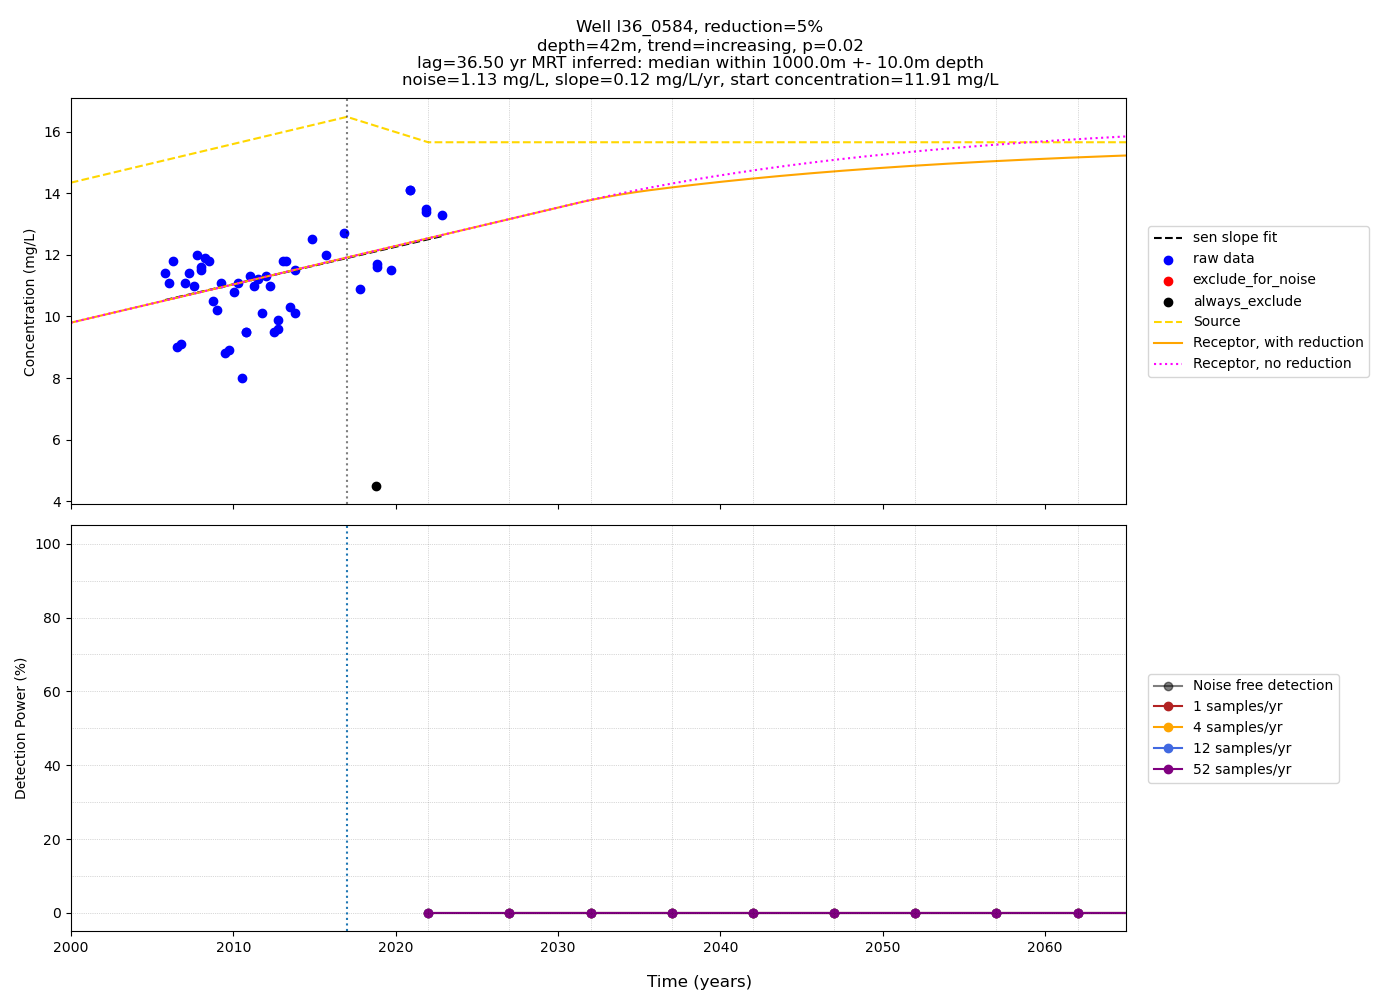 Well l36_0584, reduction=5%
depth=42m, trend=increasing, p=0.02
lag=36.50 yr MRT inferred: median within 1000.0m +- 10.0m depth
noise=1.13 mg/L, slope=0.12 mg/L/yr, start concentration=11.91 mg/L
16
14
12
10
8
6
4
Concentration (mg/L)
sen slope fit
raw data
exclude_for_noise
always_exclude
Source
Receptor, with reduction
Receptor, no reduction
100
80
60
40
20
0
Detection Power (%)
Noise free detection
1 samples/yr
4 samples/yr
12 samples/yr
52 samples/yr
2000 2010 2020 2030 2040 2050 2060
Time (years)